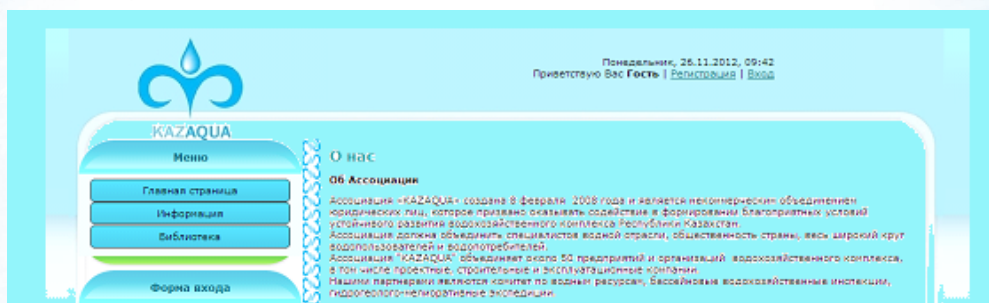 Понедельник, 26.11.2012, 09:42
Приветствую Вас Гость | Регистрация | Вход
KAZAQUA
Меню
Главная страница
Информация
Библиотека
Форма входа
О нас
Об Ассоциации
Ассоциация «KAZAQUA» создана 8 февраля 2008 года и является некоммерческим объединением
юридических лиц, которое призвано оказывать содействие в формировании благоприятных условий
устойчивого развития водохозяйственного комплекса Республики Казахстан.
Ассоциация должна объединить специалистов водной отрасли, общественность страны, весь широкий круг
водопользователей и водопотребителей.
Ассоциация "KAZAQUA" объединяет около 50 предприятий и организаций водохозяйственного комплекса,
в том числе проектные, строительные и эксплуатационные компании
Нашими партнерами являются комитет по водным ресурсам, бассейновые водохозяйственные инспекции,
гидрогеолого-мелиоративные экспедиции